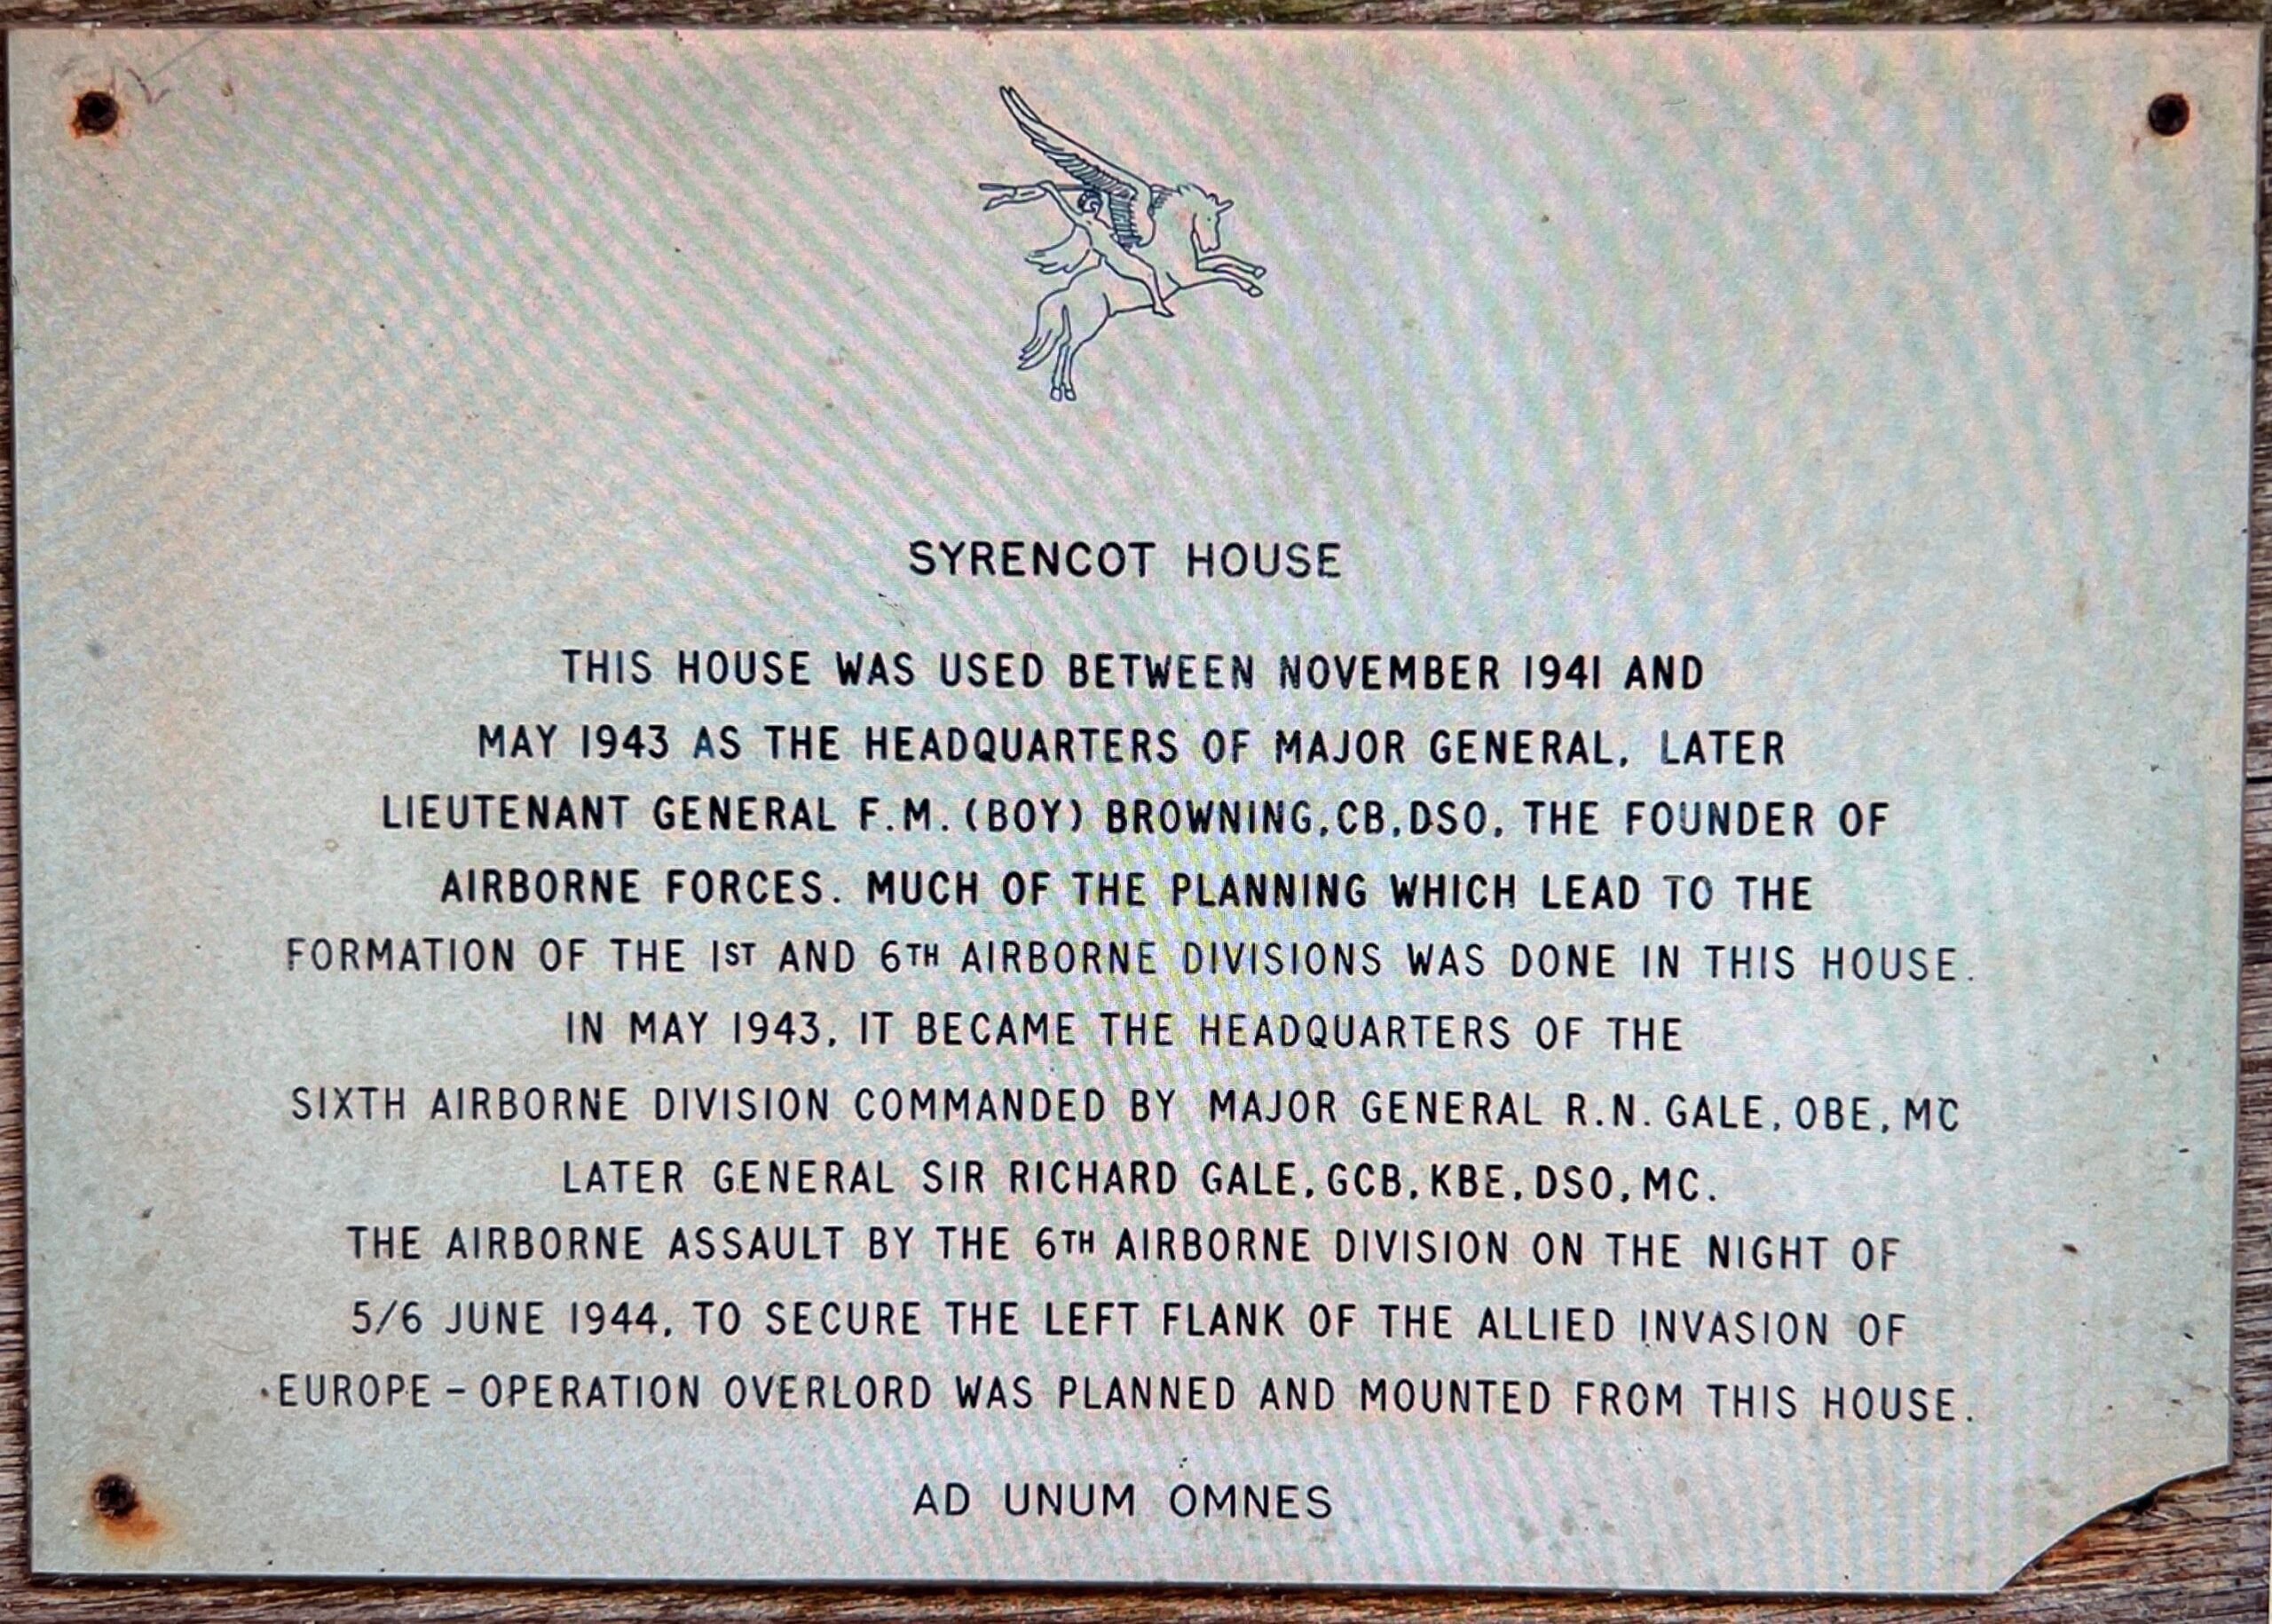 SYRENCOT HOUSE
THIS HOUSE WAS USED BETWEEN NOVEMBER 1941 AND
MAY 1943 AS THE HEADQUARTERS OF MAJOR GENERAL, LATER
LIEUTENANT GENERAL F.M. (BOY) BROWNING, CB, DSO, THE FOUNDER OF
AIRBORNE FORCES. MUCH OF THE PLANNING WHICH LEAD TO THE
FORMATION OF THE 1ST AND 6TH AIRBORNE DIVISIONS WAS DONE IN THIS HOUSE.
IN MAY 1943, IT BECAME THE HEADQUARTERS OF THE
SIXTH AIRBORNE DIVISION COMMANDED BY MAJOR GENERAL R.N. GALE, OBE, MC
LATER GENERAL SIR RICHARD GALE, GCB, KBE, DSO, MC.
THE AIRBORNE ASSAULT BY THE 6TH AIRBORNE DIVISION ON THE NIGHT OF
5/6 JUNE 1944, TO SECURE THE LEFT FLANK OF THE ALLIED INVASION OF
EUROPE - OPERATION OVERLORD WAS PLANNED AND MOUNTED FROM THIS HOUSE.
AD UNUM OMNES